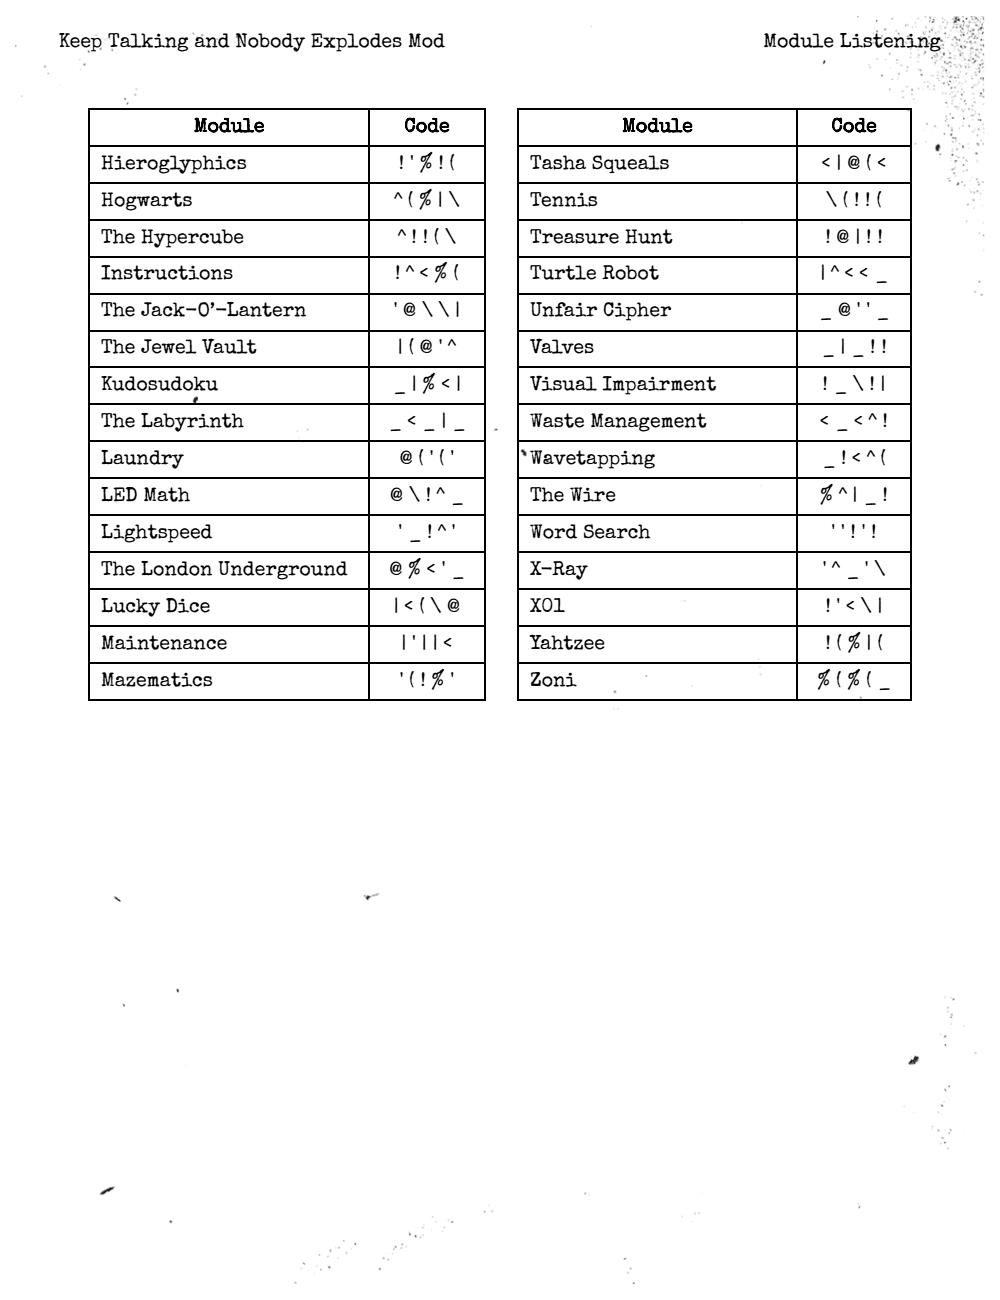 Keep Talking and Nobody Explodes Mod
Module Listening
Module Code
Hieroglyphics ! ' % ! (
Hogwarts ^ ( % | \
The Hypercube ^ ! ! ( \
Instructions ! ^ < % (
The Jack-O’-Lantern ' @ \ \ |
The Jewel Vault | ( @ ' ^
Kudosudoku _ | % < |
The Labyrinth _ < _ | _
Laundry @ ( ' ( '
LED Math @ \ ! ^ _
Lightspeed ' _ ! ^ '
The London Underground @ % < ' _
Lucky Dice | < ( \ @
Maintenance | ' | | <
Mazematics ' ( ! % '
Module Code
Tasha Squeals < | @ ( <
Tennis \ ( ! ! (
Treasure Hunt ! @ | ! !
Turtle Robot | ^ < < _
Unfair Cipher _ @ ' ' _
Valves _ | _ ! !
Visual Impairment ! _ \ ! |
Waste Management < _ < ^ !
Wavetapping _ ! < ^ (
The Wire % ^ | _ !
Word Search ' ' ! ' !
X-Ray ' ^ _ ' \
X01 ! ' < \ |
Yahtzee ! ( % | (
Zoni % ( % ( _